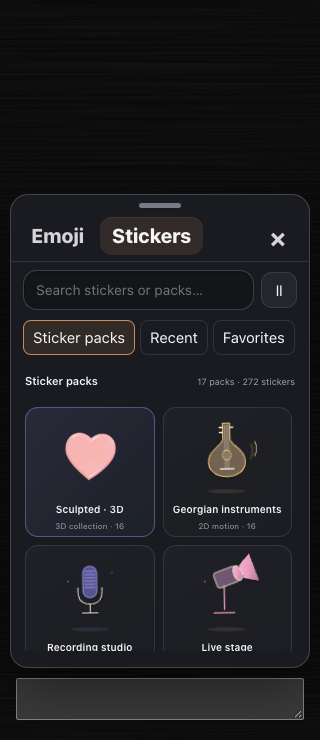 Emoji
Stickers
Search stickers or packs...
Sticker packs
Recent
Favorites
Sticker packs
17 packs · 272 stickers
Sculpted · 3D
3D collection · 16
Georgian instruments
2D motion · 16
Recording studio
Live stage